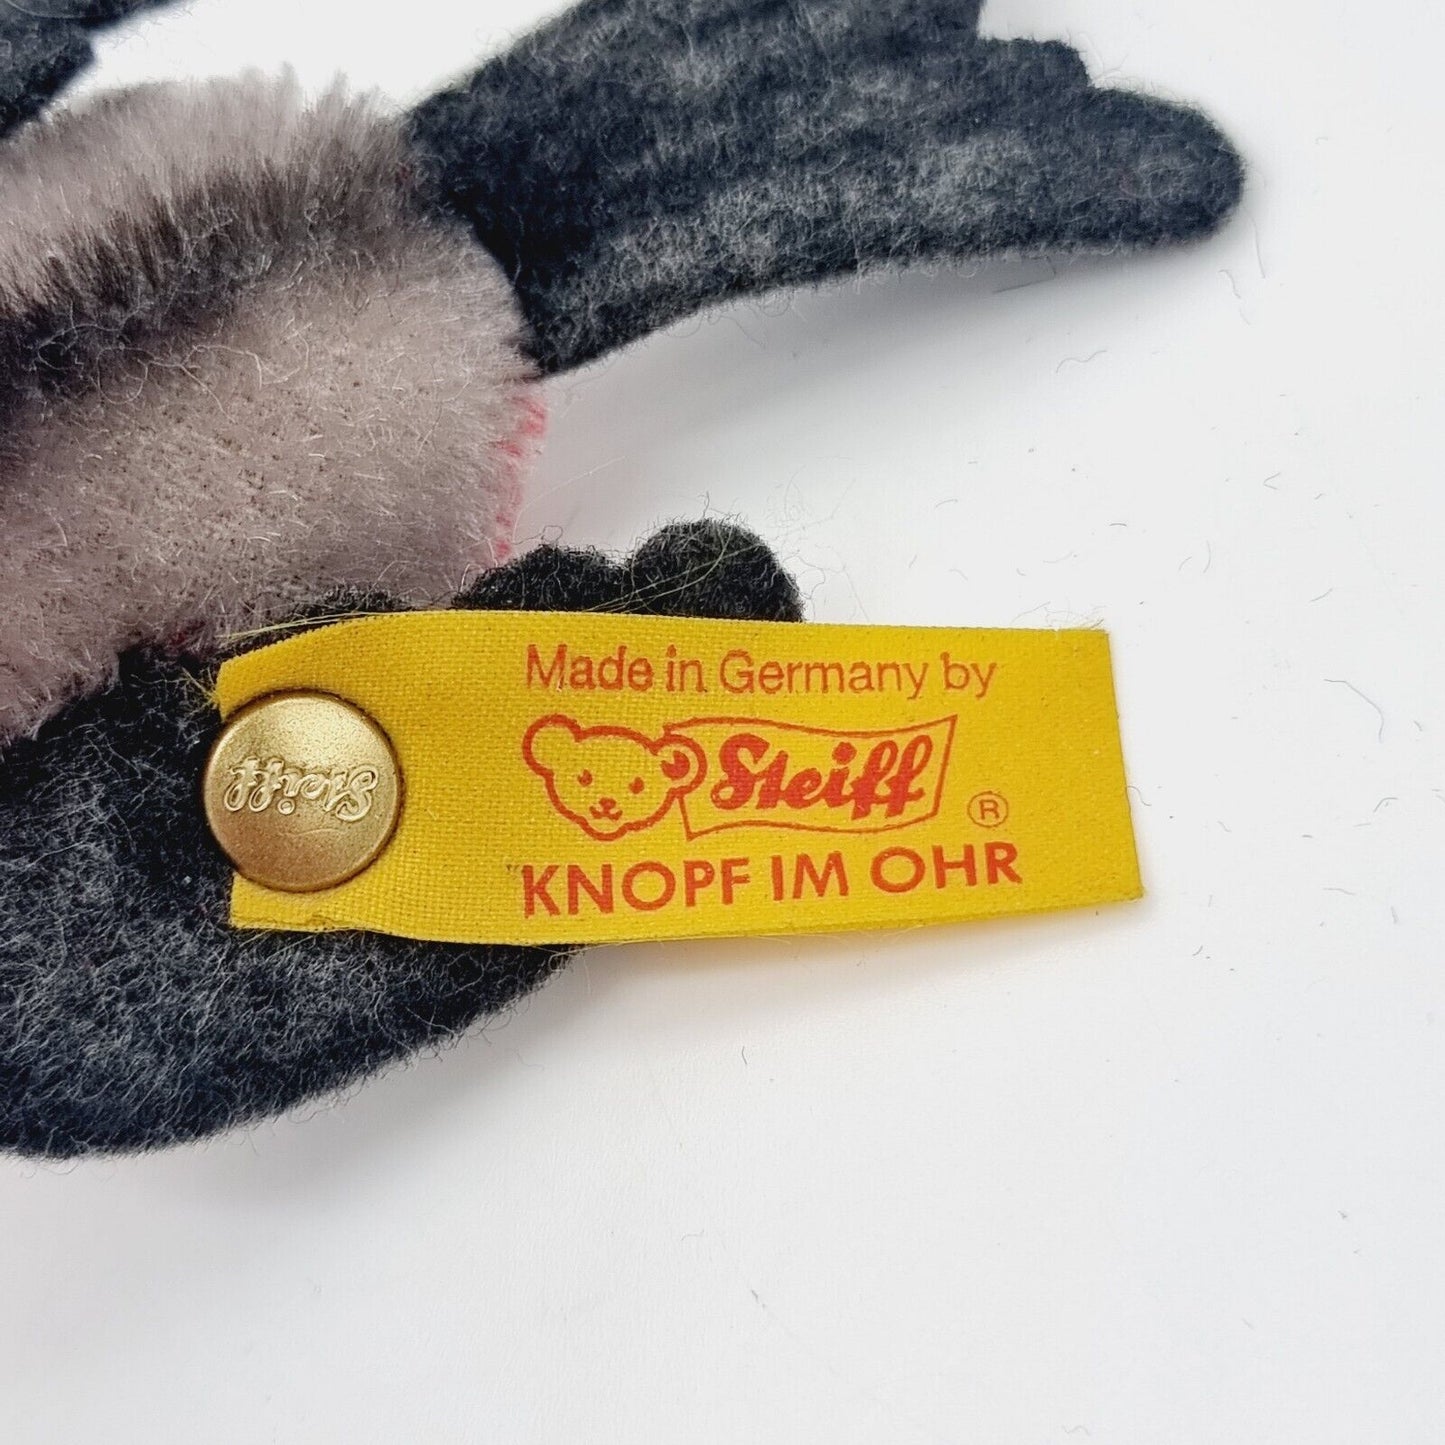 Made in Germany by
Steiff ®
KNOPF IM OHR
Steiff